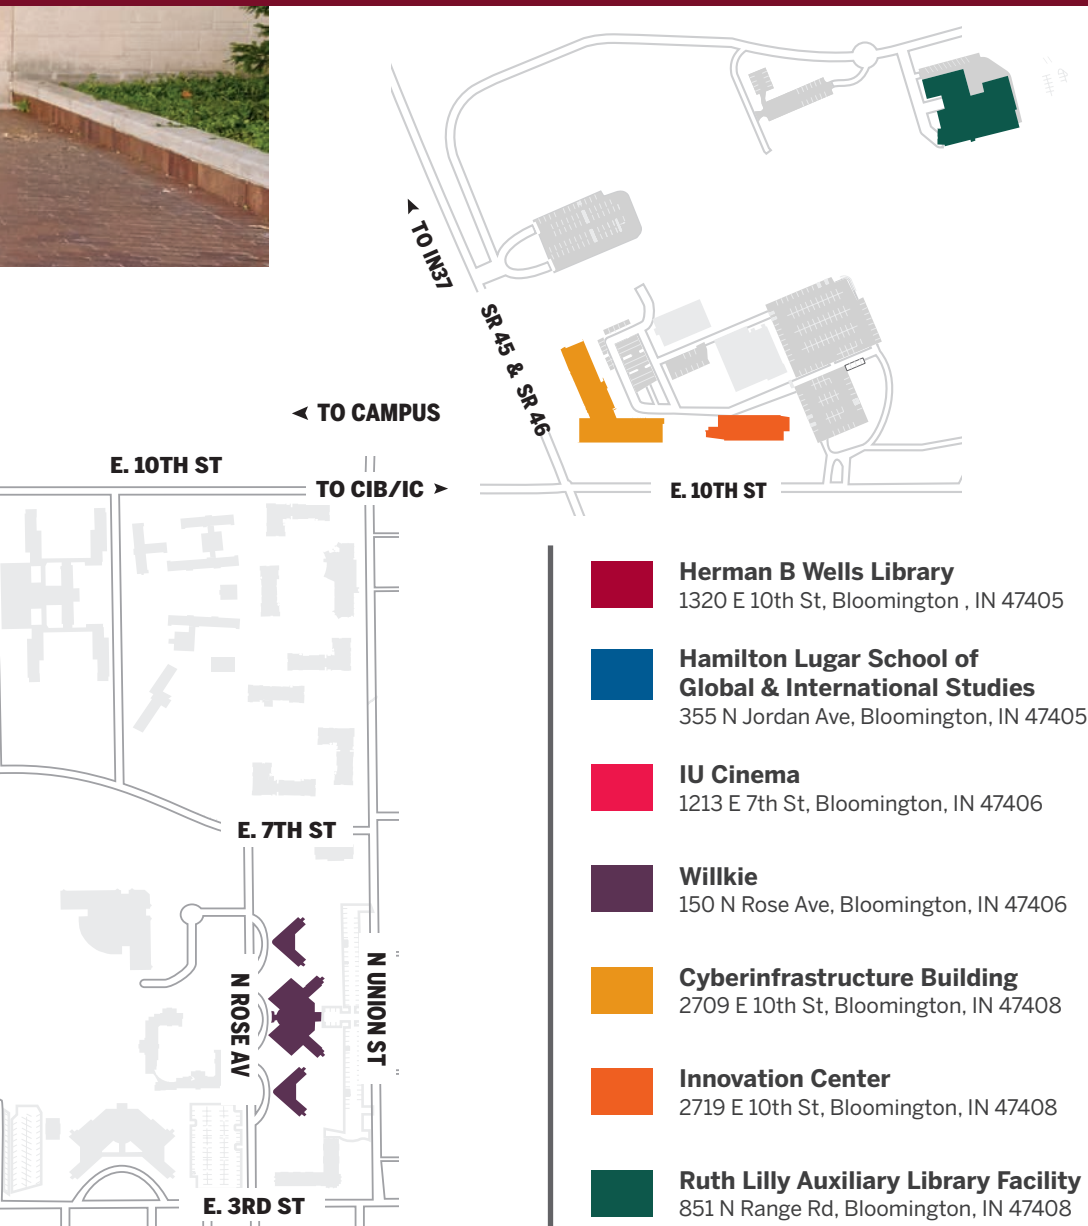 TO IN37
SR 45 & SR 46
TO CAMPUS
E. 10TH ST
TO CIB/IC
E. 10TH ST
E. 7TH ST
N ROSE AV
N UNION ST
E. 3RD ST
Herman B Wells Library
1320 E 10th St, Bloomington , IN 47405
Hamilton Lugar School of
Global & International Studies
355 N Jordan Ave, Bloomington, IN 47405
IU Cinema
1213 E 7th St, Bloomington, IN 47406
Willkie
150 N Rose Ave, Bloomington, IN 47406
Cyberinfrastructure Building
2709 E 10th St, Bloomington, IN 47408
Innovation Center
2719 E 10th St, Bloomington, IN 47408
Ruth Lilly Auxiliary Library Facility
851 N Range Rd, Bloomington, IN 47408